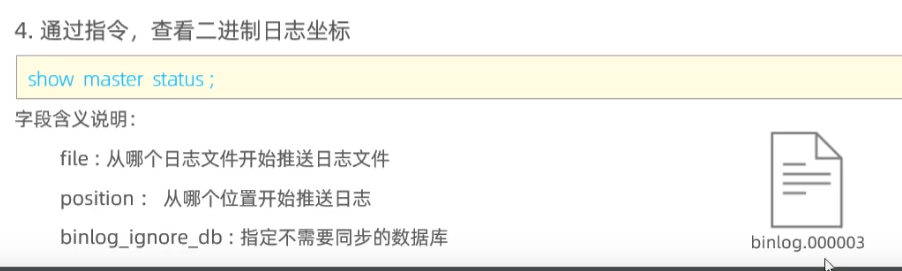 4. 通过指令，查看二进制日志坐标
show master status ;
字段含义说明：
file : 从哪个日志文件开始推送日志文件
position ： 从哪个位置开始推送日志
binlog_ignore_db : 指定不需要同步的数据库
binlog.000003